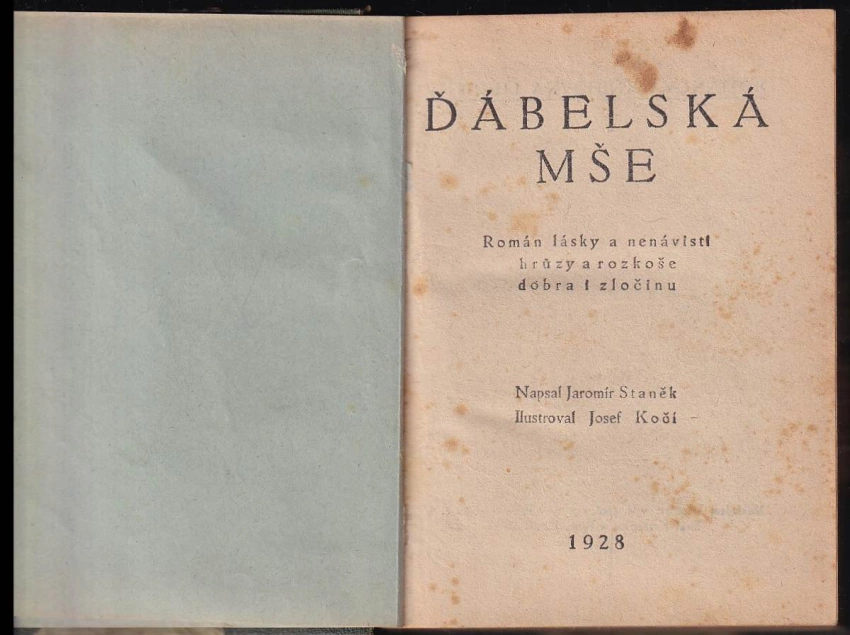 ĎÁBELSKÁ
MŠE
Román lásky a nenávisti
hrůzy a rozkoše
dobra i zločinu
Napsal Jaromír Staněk
Ilustroval Josef Kočí
1928